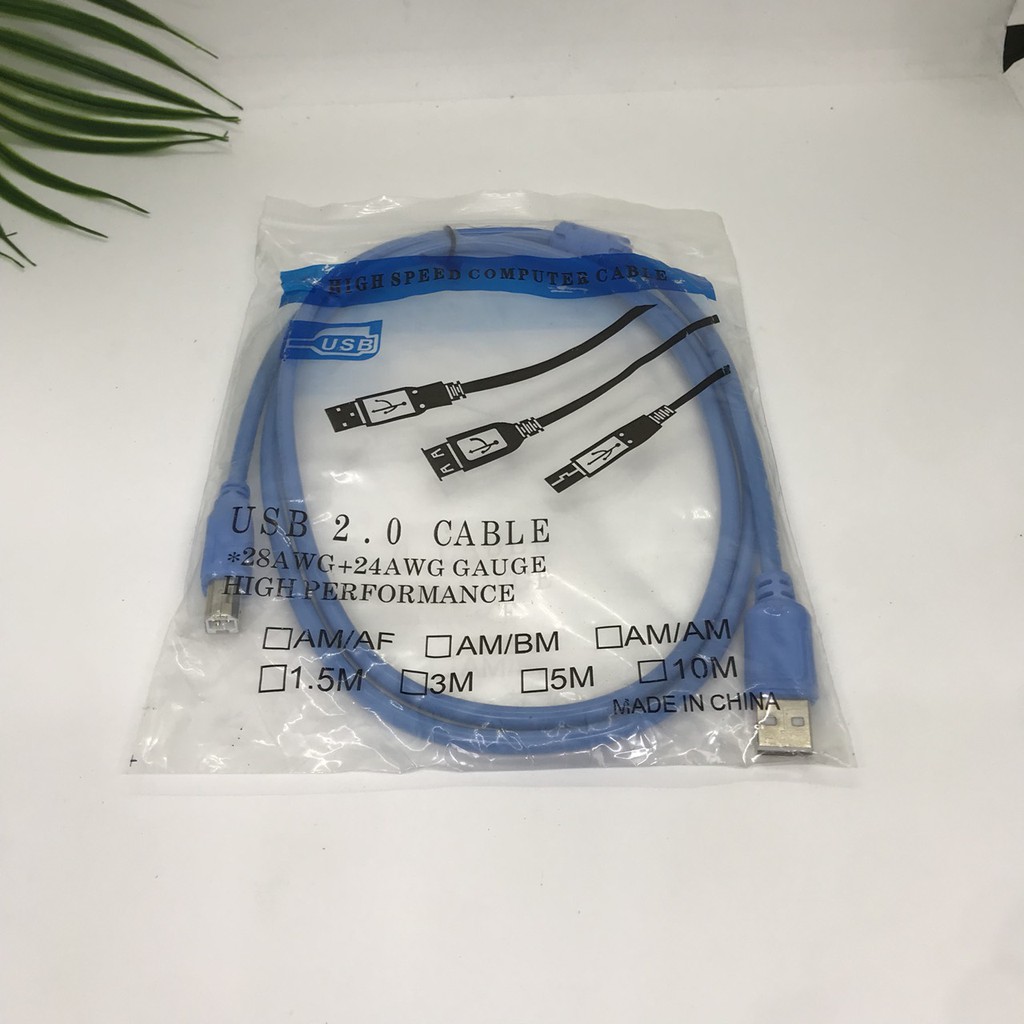 HIGH SPEED COMPUTER CABLE
USB
USB 2.0 CABLE
*28AWG+24AWG GAUGE
HIGH PERFORMANCE
AM/AF AM/BM AM/AM
1.5M 3M 5M 10M
MADE IN CHINA